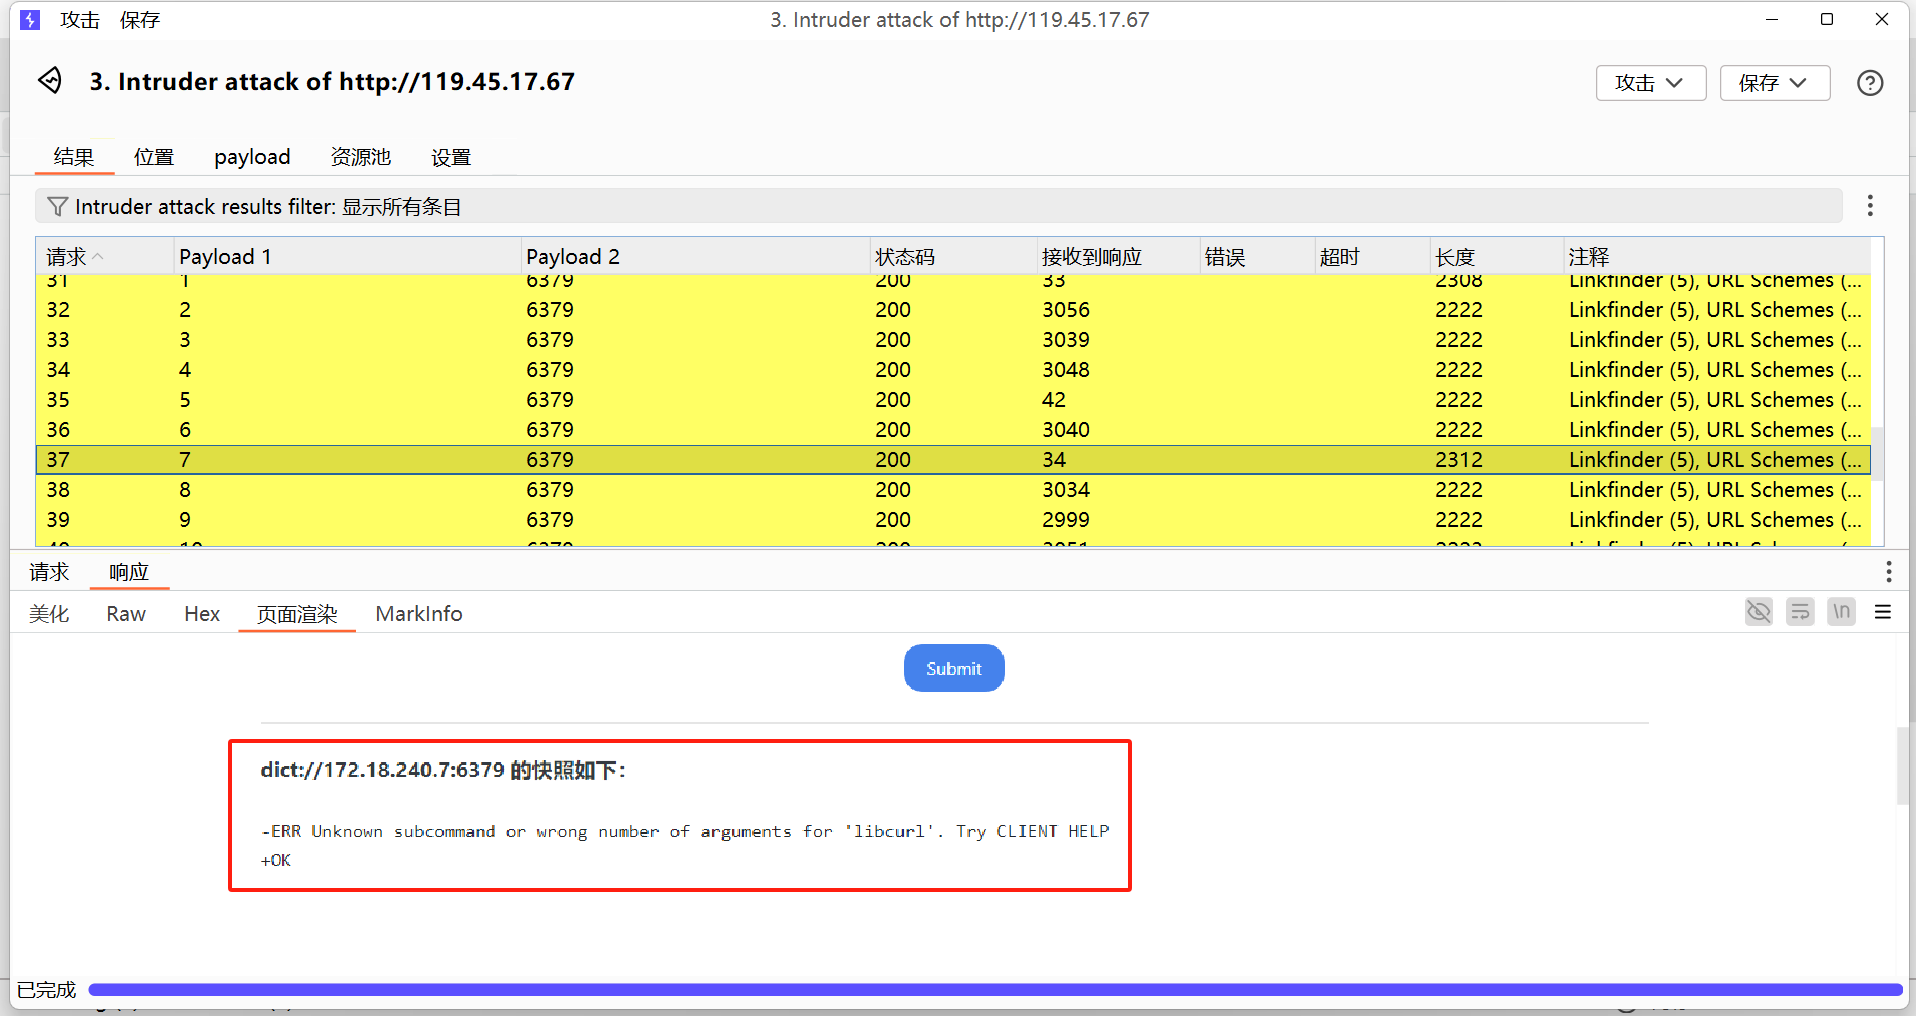 攻击 保存 3. Intruder attack of http://119.45.17.67
3. Intruder attack of http://119.45.17.67 攻击 保存
结果 位置 payload 资源池 设置
Intruder attack results filter: 显示所有条目
请求 Payload 1 Payload 2 状态码 接收到响应 错误 超时 长度 注释
31 1 6379 200 33 2308 Linkfinder (5), URL Schemes (...
32 2 6379 200 3056 2222 Linkfinder (5), URL Schemes (...
33 3 6379 200 3039 2222 Linkfinder (5), URL Schemes (...
34 4 6379 200 3048 2222 Linkfinder (5), URL Schemes (...
35 5 6379 200 42 2222 Linkfinder (5), URL Schemes (...
36 6 6379 200 3040 2222 Linkfinder (5), URL Schemes (...
37 7 6379 200 34 2312 Linkfinder (5), URL Schemes (...
38 8 6379 200 3034 2222 Linkfinder (5), URL Schemes (...
39 9 6379 200 2999 2222 Linkfinder (5), URL Schemes (...
请求 响应
美化 Raw Hex 页面渲染 MarkInfo \n
Submit
dict://172.18.240.7:6379 的快照如下:
-ERR Unknown subcommand or wrong number of arguments for 'libcurl'. Try CLIENT HELP
+OK
已完成